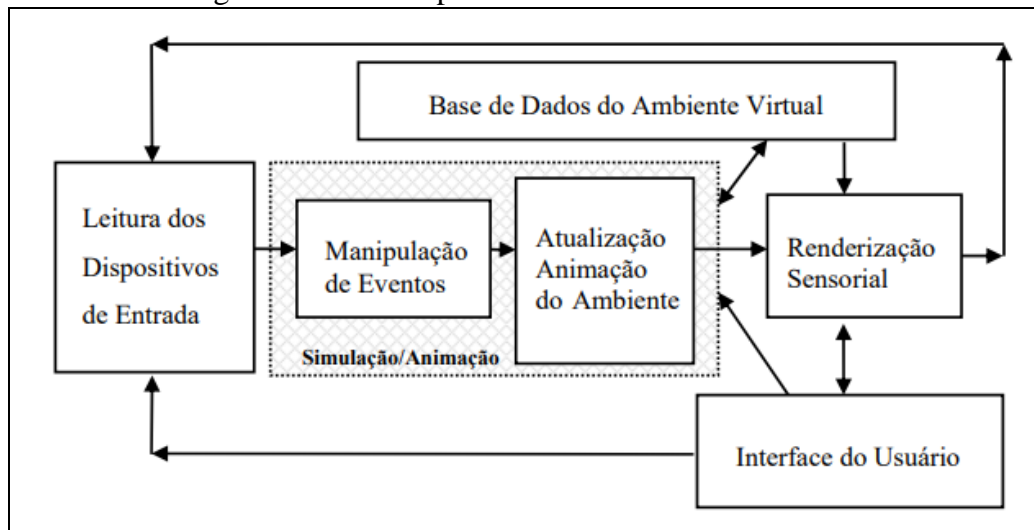 Base de Dados do Ambiente Virtual
Leitura dos
Dispositivos
de Entrada
Manipulação
de Eventos
Atualização
Animação
do Ambiente
Simulação/Animação
Renderização
Sensorial
Interface do Usuário